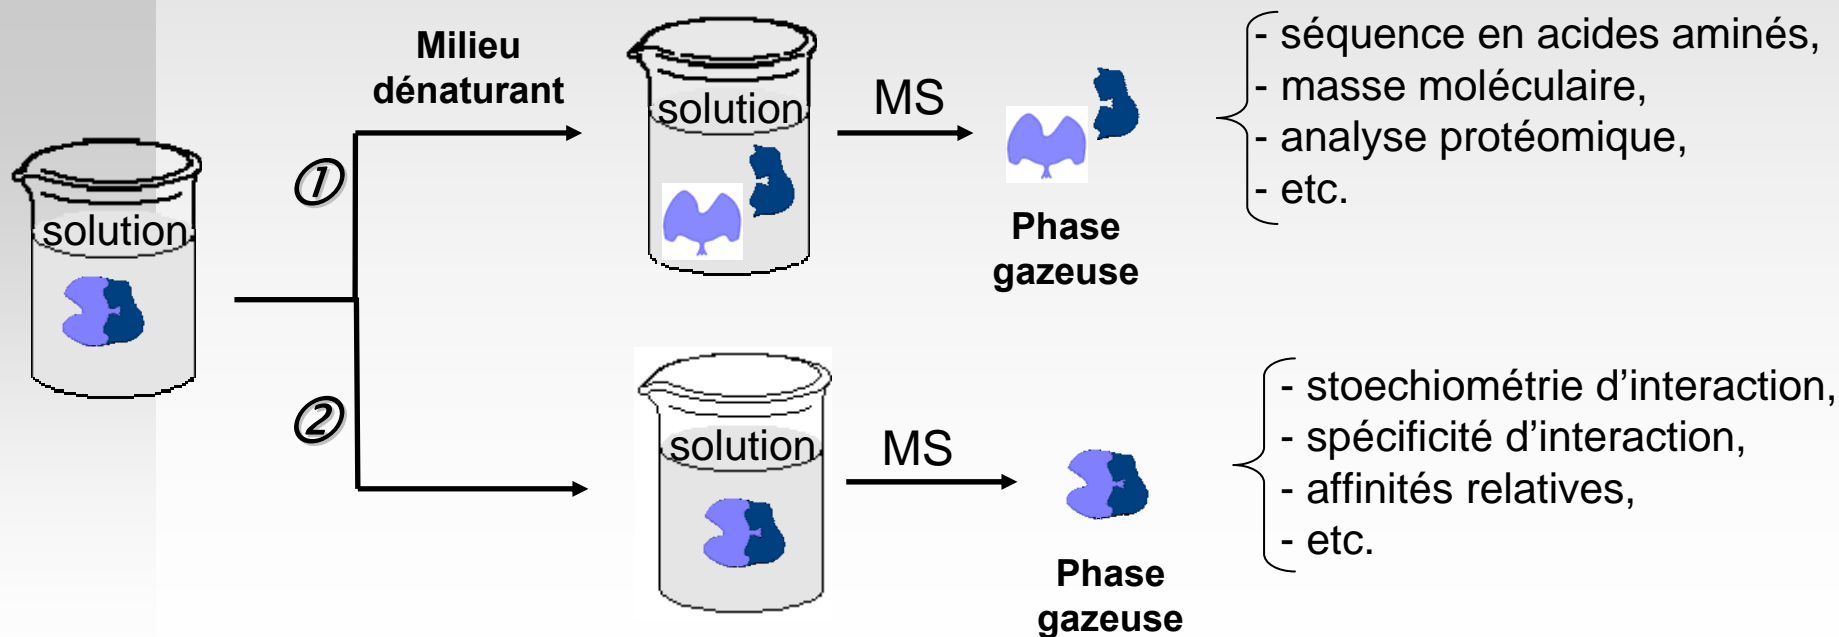 solution
①
Milieu
dénaturant
solution
MS
Phase
gazeuse
- séquence en acides aminés,
- masse moléculaire,
- analyse protéomique,
- etc.
②
solution
MS
Phase
gazeuse
- stoechiométrie d’interaction,
- spécificité d’interaction,
- affinités relatives,
- etc.